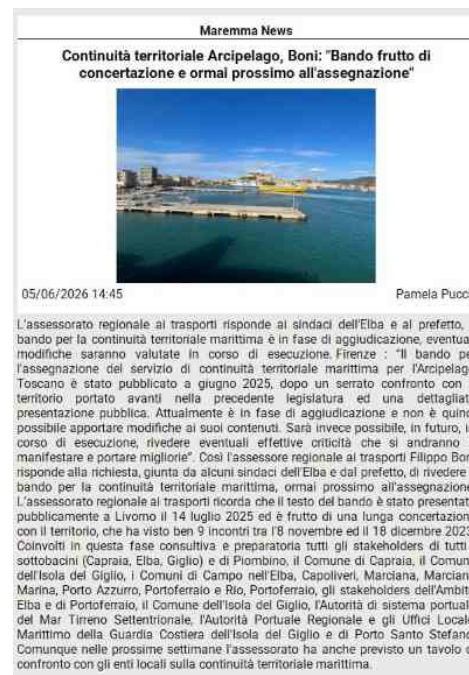 Maremma News
Continuità territoriale Arcipelago, Boni: "Bando frutto di
concertazione e ormai prossimo all'assegnazione"
05/06/2026 14:45
Pamela Pucc
L'assessorato regionale ai trasporti risponde ai sindaci dell'Elba e al prefetto,
bando per la continuità territoriale marittima è in fase di aggiudicazione, eventua
modifiche saranno valutate in corso di esecuzione. Firenze : "Il bando pe
l'assegnazione del servizio di continuità territoriale marittima per l'Arcipelag
Toscano è stato pubblicato a giugno 2025, dopo un serrato confronto con
territorio portato avanti nella precedente legislatura ed una dettagliat
presentazione pubblica. Attualmente è in fase di aggiudicazione e non è quind
possibile apportare modifiche ai suoi contenuti. Sarà invece possibile, in futuro, i
corso di esecuzione, rivedere eventuali effettive criticità che si andranno
manifestare e portare migliorie". Così l'assessore regionale ai trasporti Filippo Bon
risponde alla richiesta, giunta da alcuni sindaci dell'Elba e dal prefetto, di rivedere
bando per la continuità territoriale marittima, ormai prossimo all'assegnazione
L'assessorato regionale ai trasporti ricorda che il testo del bando è stato presentat
pubblicamente a Livorno il 14 luglio 2025 ed è frutto di una lunga concertazion
con il territorio, che ha visto ben 9 incontri tra l'8 novembre ed il 18 dicembre 2023
Coinvolti in questa fase consultiva e preparatoria tutti gli stakeholders di tutti
sottobacini (Capraia, Elba, Giglio) e di Piombino, il Comune di Capraia, il Comun
dell'Isola del Giglio, i Comuni di Campo nell'Elba, Capoliveri, Marciana, Marcian
Marina, Porto Azzurro, Portoferraio e Rio, Portoferraio, gli stakeholders dell'Ambit
Elba e di Portoferraio, il Comune dell'Isola del Giglio, l'Autorità di sistema portual
del Mar Tirreno Settentrionale, l'Autorità Portuale Regionale e gli Uffici Local
Marittimo della Guardia Costiera dell'Isola del Giglio e di Porto Santo Stefano
Comunque nelle prossime settimane l'assessorato ha anche previsto un tavolo d
confronto con gli enti locali sulla continuità territoriale marittima.